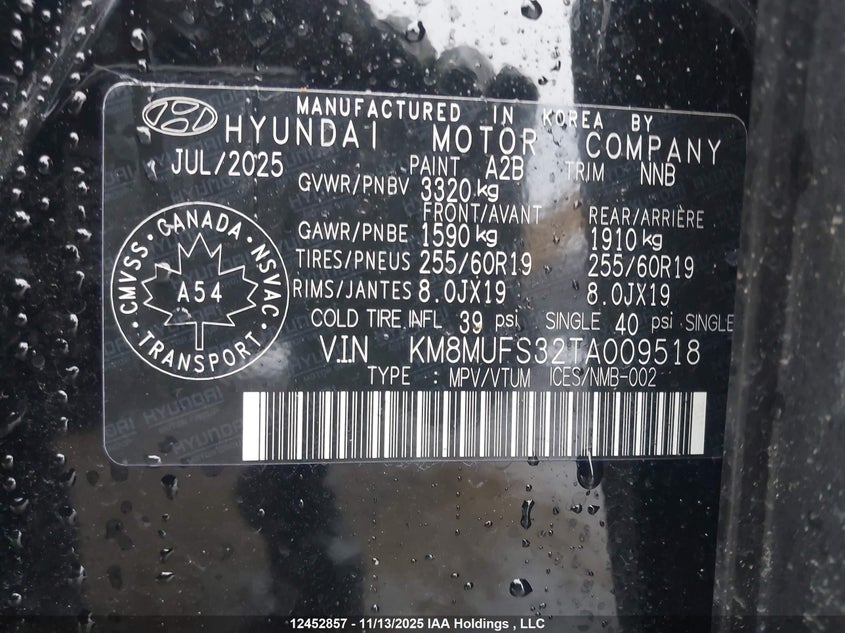 MANUFACTURED IN KOREA BY
HYUNDAI MOTOR COMPANY
JUL/2025 PAINT A2B TRIM NNB
GVWR/PNBV 3320 kg
FRONT/AVANT REAR/ARRIÈRE
GAWR/PNBE 1590 kg 1910 kg
TIRES/PNEUS 255/60R19 255/60R19
RIMS/JANTES 8.0JX19 8.0JX19
COLD TIRE INFL 39 psi SINGLE 40 psi SINGLE
VIN KM8MUFS32TA009518
TYPE : MPV/VTUM ICES/NMB-002
CMVSS · CANADA · NSVAC · TRANSPORT ·
A54
12452857 - 11/13/2025 IAA Holdings , LLC